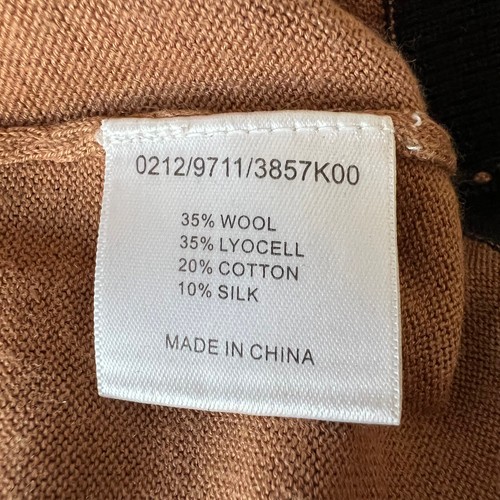 0212/9711/3857K00
35% WOOL
35% LYOCELL
20% COTTON
10% SILK
MADE IN CHINA